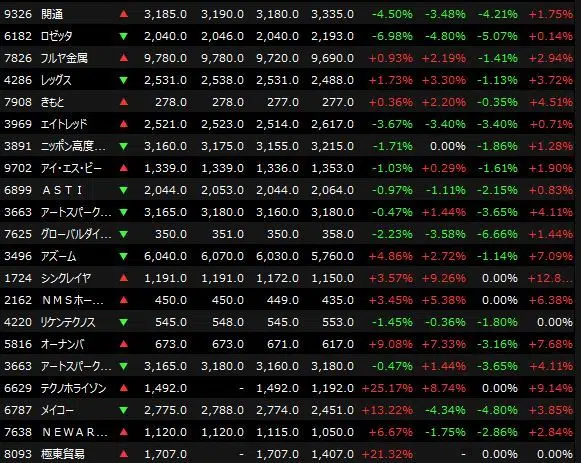 9326 関通 ▲ 3,185.0 3,190.0 3,180.0 3,335.0 -4.50% -3.48% -4.21% +1.75%
6182 ロゼッタ ▼ 2,040.0 2,046.0 2,040.0 2,193.0 -6.98% -4.80% -5.07% +0.14%
7826 フルヤ金属 ▲ 9,780.0 9,780.0 9,720.0 9,690.0 +0.93% +2.19% -1.41% +2.94%
4286 レッグス ▼ 2,531.0 2,538.0 2,531.0 2,488.0 +1.73% +3.30% -1.13% +3.72%
7908 きもと ▲ 278.0 278.0 277.0 277.0 +0.36% +2.20% -0.35% +4.51%
3969 エイトレッド ▲ 2,521.0 2,523.0 2,514.0 2,617.0 -3.67% -3.40% -3.40% +0.71%
3891 ニッポン高度... ▼ 3,160.0 3,175.0 3,155.0 3,215.0 -1.71% 0.00% -1.86% +1.28%
9702 アイ・エス・ビー ▲ 1,339.0 1,339.0 1,336.0 1,353.0 -1.03% +0.29% -1.61% +1.90%
6899 ＡＳＴＩ ▼ 2,044.0 2,053.0 2,044.0 2,064.0 -0.97% -1.11% -2.15% +0.83%
3663 アートスパーク... ▼ 3,165.0 3,180.0 3,160.0 3,180.0 -0.47% +1.44% -3.65% +4.11%
7625 グローバルダイ... ▼ 350.0 351.0 350.0 358.0 -2.23% -3.58% -6.66% +1.44%
3496 アズーム ▼ 6,040.0 6,070.0 6,030.0 5,760.0 +4.86% +2.72% -1.14% +7.09%
1724 シンクレイヤ ▲ 1,191.0 1,191.0 1,172.0 1,150.0 +3.57% +9.26% 0.00% +12.8...
2162 ＮＭＳホー... ▲ 450.0 450.0 449.0 435.0 +3.45% +5.38% 0.00% +6.38%
4220 リケンテクノス ▼ 545.0 548.0 545.0 553.0 -1.45% -0.36% -1.80% 0.00%
5816 オーナンバ ▲ 673.0 673.0 671.0 617.0 +9.08% +7.33% -3.16% +7.68%
3663 アートスパーク... ▼ 3,165.0 3,180.0 3,160.0 3,180.0 -0.47% +1.44% -3.65% +4.11%
6629 テクノホライゾン ▲ 1,492.0 - 1,492.0 1,192.0 +25.17% +8.74% 0.00% +9.14%
6787 メイコー ▼ 2,775.0 2,788.0 2,774.0 2,451.0 +13.22% -4.34% -4.80% +3.85%
7638 ＮＥＷＡＲ... ▲ 1,120.0 1,120.0 1,115.0 1,050.0 +6.67% -1.75% -2.86% +2.84%
8093 極東貿易 ▲ 1,707.0 - 1,707.0 1,407.0 +21.32% - 0.00% 0.00%